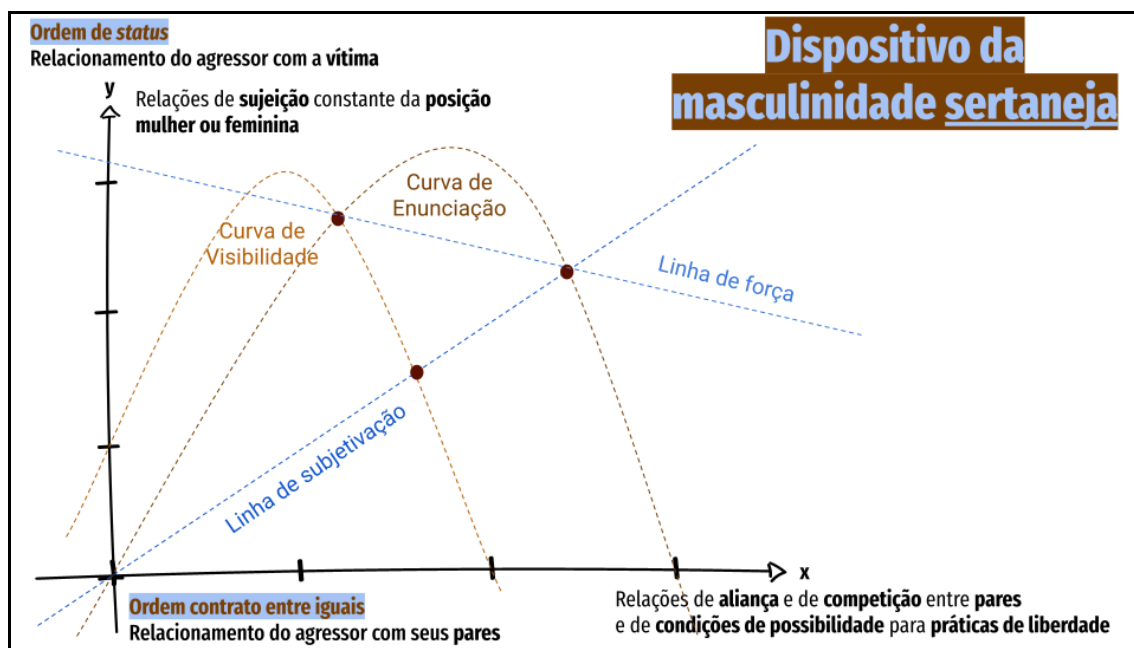 Ordem de status
Relacionamento do agressor com a vítima
Dispositivo da
masculinidade sertaneja
y
Relações de sujeição constante da posição
mulher ou feminina
Curva de
Enunciação
Curva de
Visibilidade
Linha de força
Linha de subjetivação
x
Ordem contrato entre iguais
Relacionamento do agressor com seus pares
Relações de aliança e de competição entre pares
e de condições de possibilidade para práticas de liberdade